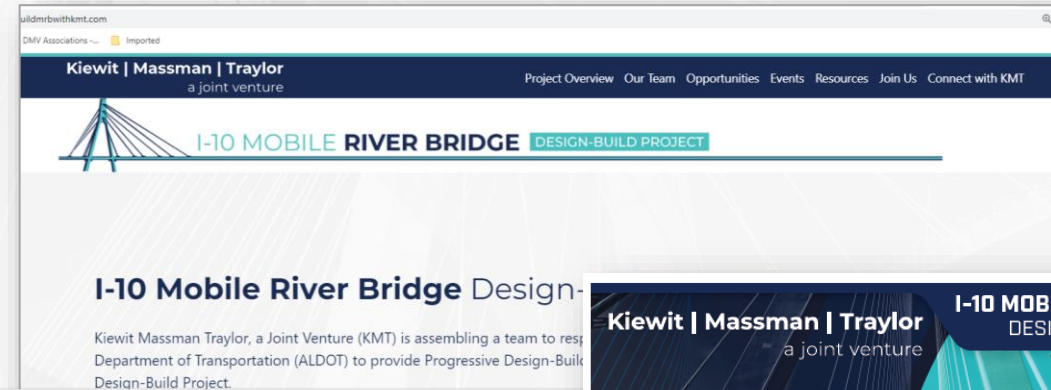 uildmrbwithkmt.com
DMV Associations -... Imported
Kiewit | Massman | Traylor
a joint venture
Project Overview Our Team Opportunities Events Resources Join Us Connect with KMT
I-10 MOBILE RIVER BRIDGE DESIGN-BUILD PROJECT
I-10 Mobile River Bridge Design-
Kiewit Massman Traylor, a Joint Venture (KMT) is assembling a team to resp
Department of Transportation (ALDOT) to provide Progressive Design-Build
Design-Build Project.
Kiewit | Massman | Traylor
a joint venture
I-10 MOB
DESI